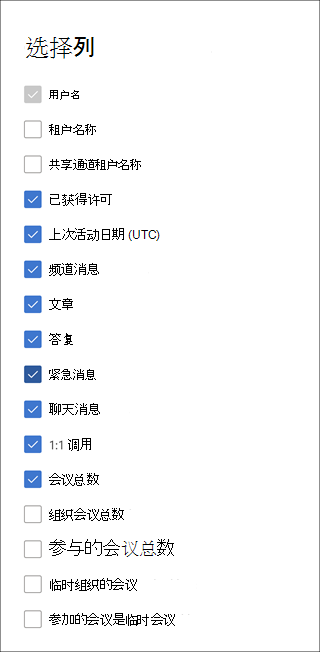 选择列
用户名
租户名称
共享通道租户名称
已获得许可
上次活动日期 (UTC)
频道消息
文章
答复
紧急消息
聊天消息
1:1 调用
会议总数
组织会议总数
参与的会议总数
临时组织的会议
参加的会议是临时会议